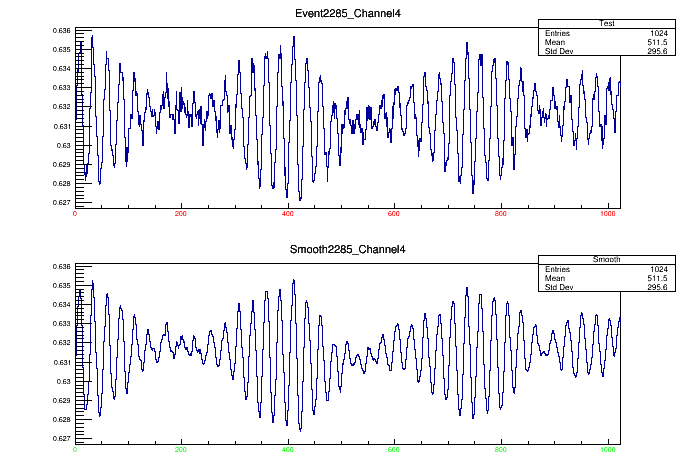 Event2285_Channel4
Test
Entries 1024
Mean 511.5
Std Dev 295.6
0.636
0.635
0.634
0.633
0.632
0.631
0.63
0.629
0.628
0.627
0 200 400 600 800 1000
Smooth2285_Channel4
Smooth
Entries 1024
Mean 511.5
Std Dev 295.6
0.636
0.635
0.634
0.633
0.632
0.631
0.63
0.629
0.628
0.627
0 200 400 600 800 1000